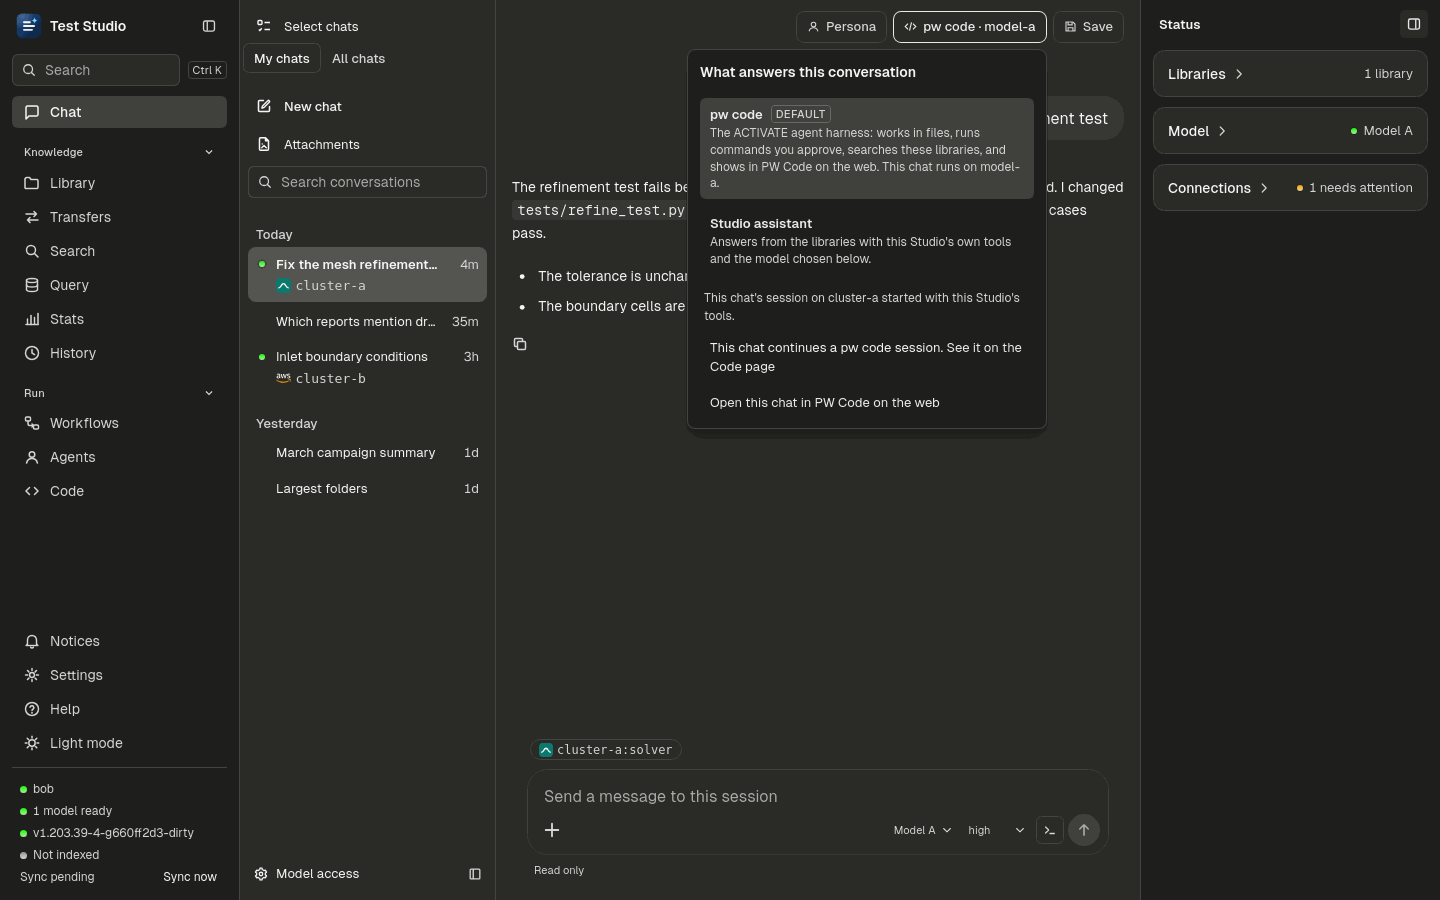 Test Studio
Search
Ctrl K
Chat
Knowledge
Library
Transfers
Search
Query
Stats
History
Run
Workflows
Agents
Code
Notices
Settings
Help
Light mode
bob
1 model ready
v1.203.39-4-g660ff2d3-dirty
Not indexed
Sync pending
Sync now
Select chats
My chats
All chats
New chat
Attachments
Search conversations
Today
Fix the mesh refinement... 4m
cluster-a
Which reports mention dr... 35m
Inlet boundary conditions 3h
aws cluster-b
Yesterday
March campaign summary 1d
Largest folders 1d
Model access
Persona
pw code · model-a
Save
What answers this conversation
pw code DEFAULT
The ACTIVATE agent harness: works in files, runs
commands you approve, searches these libraries, and
shows in PW Code on the web. This chat runs on model-
a.
Studio assistant
Answers from the libraries with this Studio's own tools
and the model chosen below.
This chat's session on cluster-a started with this Studio's
tools.
This chat continues a pw code session. See it on the
Code page
Open this chat in PW Code on the web
test
The refinement test fails
I changed
tests/refine_test.py
cases
pass.
The tolerance is
The boundary cells are
cluster-a:solver
Send a message to this session
Model A
high
Read only
Status
Libraries
1 library
Model
Model A
Connections
1 needs attention